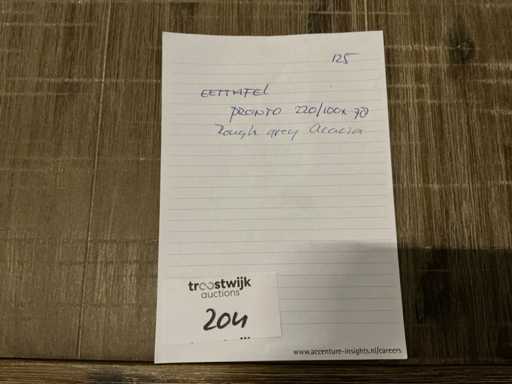 125
EETTAFEL
PRONTO 220/100x78
Rough grey Acacia
troostwijk
auctions
204
www.accenture-insights.nl/careers